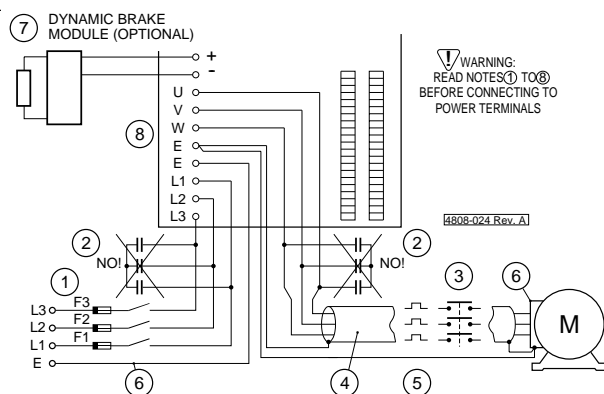 7 DYNAMIC BRAKE
MODULE (OPTIONAL)
+
-
U
V
W
E
E
L1
L2
L3
8
WARNING:
READ NOTES 1 TO 8
BEFORE CONNECTING TO
POWER TERMINALS
4808-024 Rev. A
2
NO!
NO!
2
1
3
6
L3 F3
L2 F2
L1 F1
E
6
4
5
M